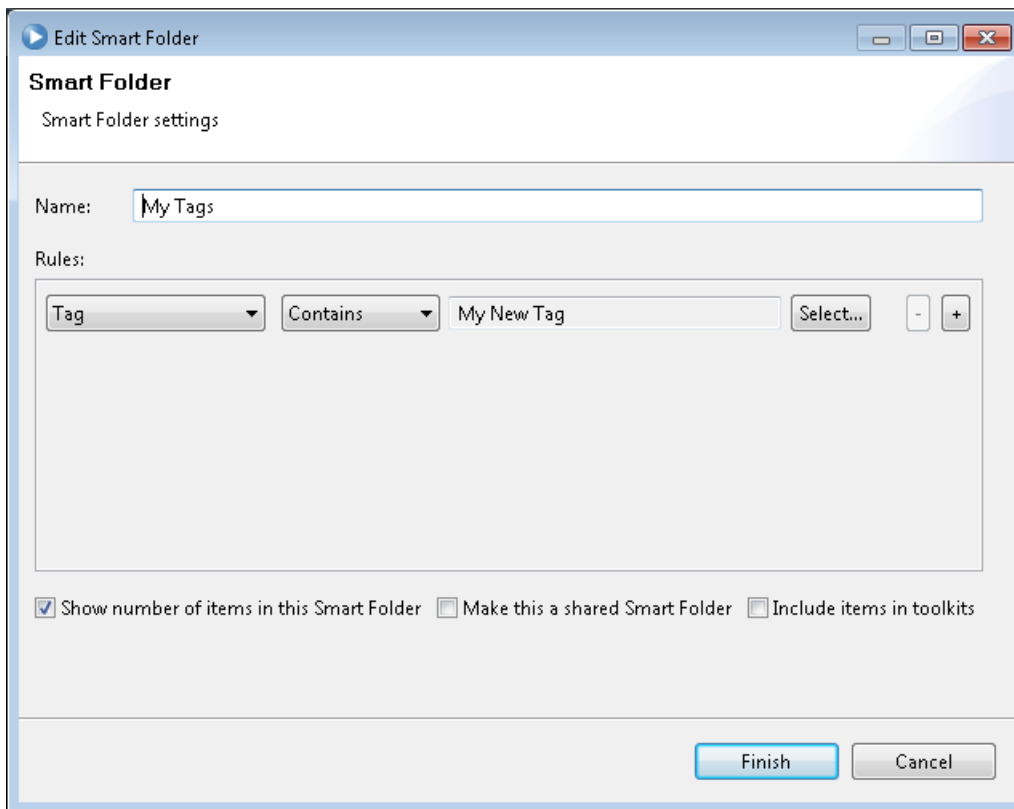 Edit Smart Folder
Smart Folder
Smart Folder settings
Name: My Tags
Rules:
Tag Contains My New Tag Select... - +
Show number of items in this Smart Folder Make this a shared Smart Folder Include items in toolkits
Finish Cancel